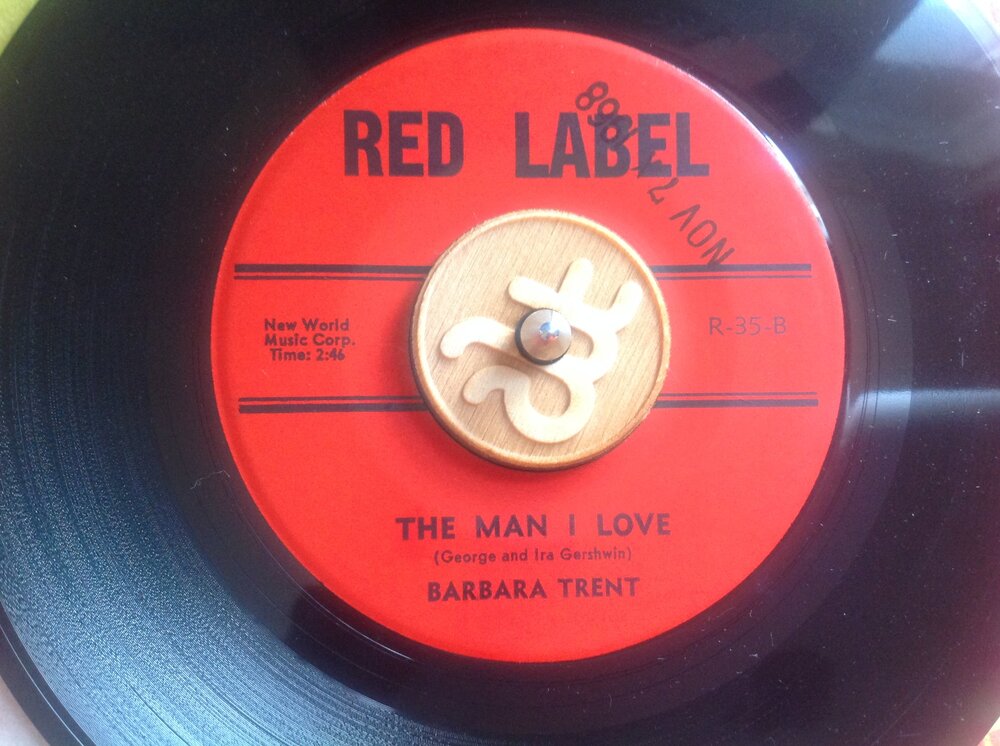 RED LABEL
NOV 27 1968
New World
Music Corp.
Time: 2:46
R-35-B
THE MAN I LOVE
(George and Ira Gershwin)
BARBARA TRENT